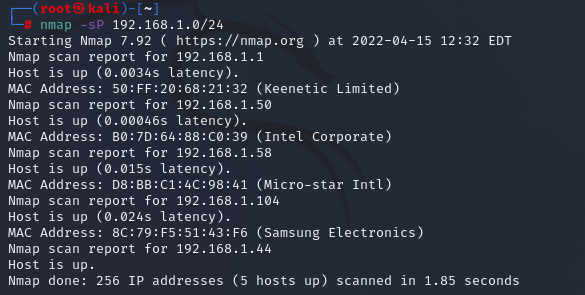 ┌──(root㉿kali)-[~]
└─# nmap -sP 192.168.1.0/24
Starting Nmap 7.92 ( https://nmap.org ) at 2022-04-15 12:32 EDT
Nmap scan report for 192.168.1.1
Host is up (0.0034s latency).
MAC Address: 50:FF:20:68:21:32 (Keenetic Limited)
Nmap scan report for 192.168.1.50
Host is up (0.00046s latency).
MAC Address: B0:7D:64:88:C0:39 (Intel Corporate)
Nmap scan report for 192.168.1.58
Host is up (0.015s latency).
MAC Address: D8:BB:C1:4C:98:41 (Micro-star Intl)
Nmap scan report for 192.168.1.104
Host is up (0.024s latency).
MAC Address: 8C:79:F5:51:43:F6 (Samsung Electronics)
Nmap scan report for 192.168.1.44
Host is up.
Nmap done: 256 IP addresses (5 hosts up) scanned in 1.85 seconds